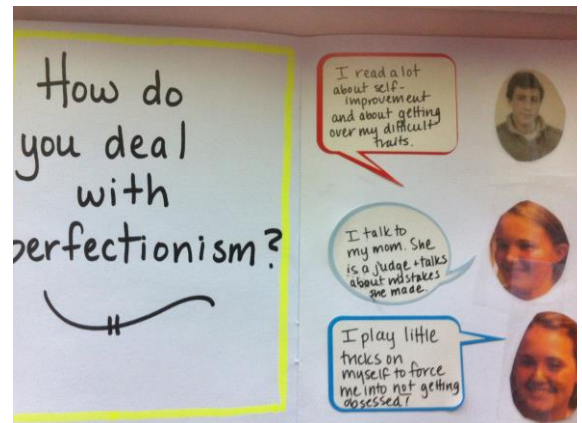 How do
you deal
with
perfectionism?
I read a lot
about self-
improvement
and about getting
over my difficult
traits.
I talk to
my mom. She
is a judge + talks
about mistakes
she made.
I play little
tricks on
myself to force
me into not getting
obsessed!